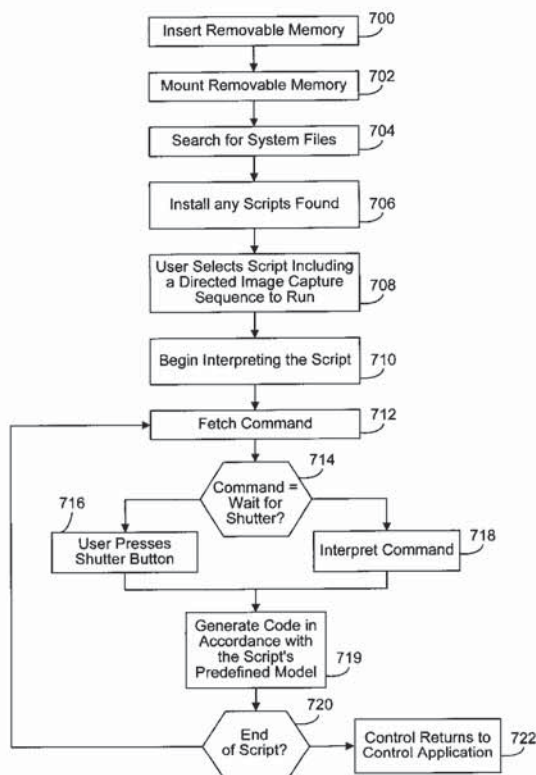 Insert Removable Memory
700
Mount Removable Memory
702
Search for System Files
704
Install any Scripts Found
706
User Selects Script Including
a Directed Image Capture
Sequence to Run
708
Begin Interpreting the Script
710
Fetch Command
712
714
Command =
Wait for
Shutter?
716
User Presses
Shutter Button
Interpret Command
718
Generate Code in
Accordance with
the Script's
Predefined Model
719
720
End
of Script?
Control Returns to
Control Application
722